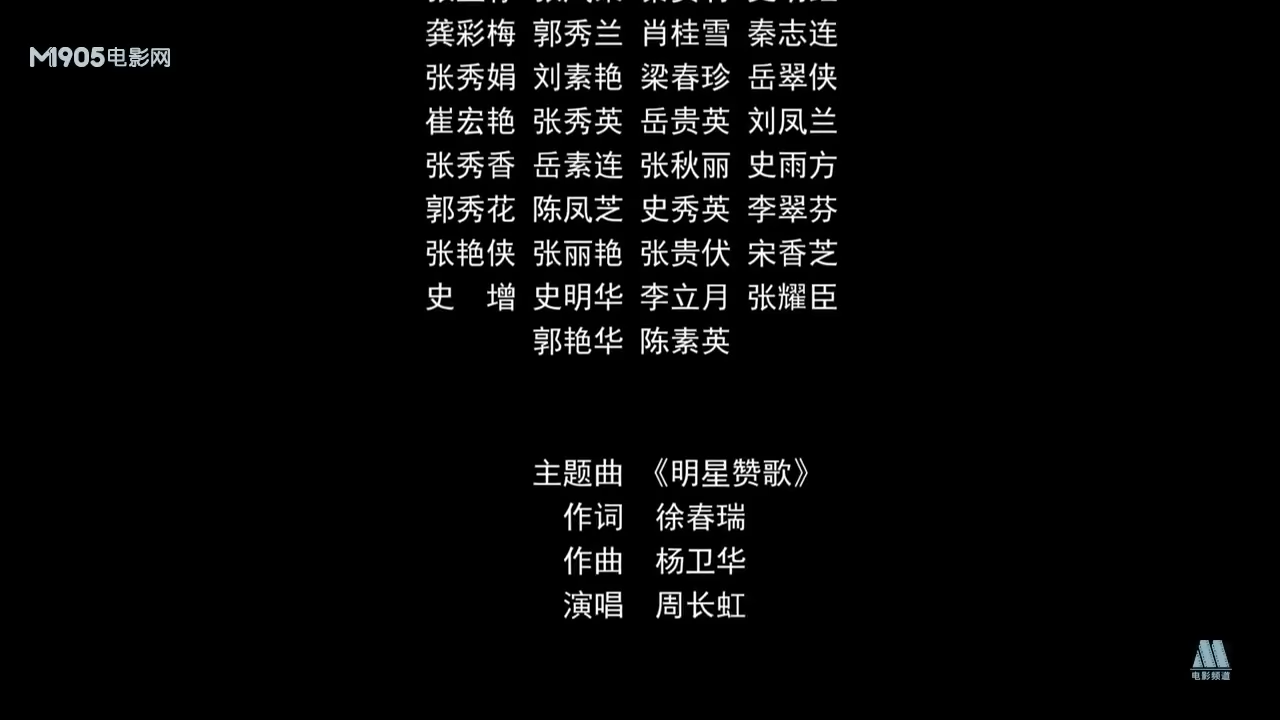 M1905电影网
龚彩梅 郭秀兰 肖桂雪 秦志连
张秀娟 刘素艳 梁春珍 岳翠侠
崔宏艳 张秀英 岳贵英 刘凤兰
张秀香 岳素连 张秋丽 史雨方
郭秀花 陈凤芝 史秀英 李翠芬
张艳侠 张丽艳 张贵伏 宋香芝
史　增 史明华 李立月 张耀臣
郭艳华 陈素英
主题曲 《明星赞歌》
作词 徐春瑞
作曲 杨卫华
演唱 周长虹
电影频道